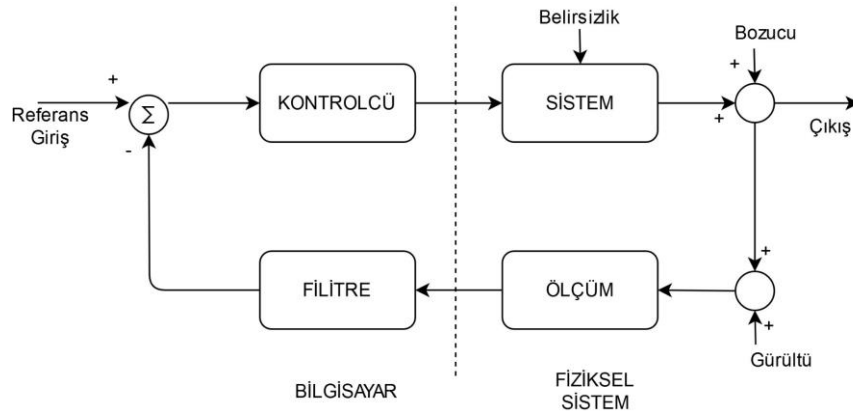 Belirsizlik
Bozucu
+
+
KONTROLCÜ
SİSTEM
Σ
Referans
Giriş
+
Çıkış
-
+
FİLİTRE
ÖLÇÜM
+
Gürültü
BİLGİSAYAR
FİZİKSEL
SİSTEM